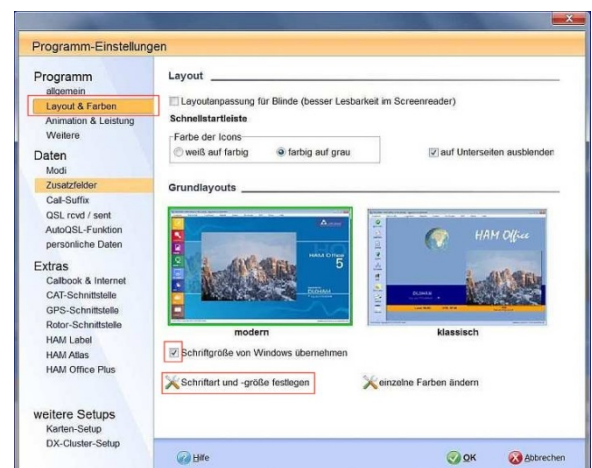 Programm-Einstellungen
Programm
allgemein
Layout & Farben
Animation & Leistung
Weitere
Daten
Modi
Zusatzfelder
Call-Suffix
QSL rcvd / sent
AutoQSL-Funktion
persönliche Daten
Extras
Callbook & Internet
CAT-Schnittstelle
GPS-Schnittstelle
Rotor-Schnittstelle
HAM Label
HAM Atlas
HAM Office Plus
weitere Setups
Karten-Setup
DX-Cluster-Setup
Layout
Layoutanpassung für Blinde (besser Lesbarkeit im Screenreader)
Schnellstartleiste
Farbe der Icons
weiß auf farbig
farbig auf grau
auf Unterseiten ausblenden
Grundlayouts
HAM Office
5
HAM Office
modern
klassisch
Schriftgröße von Windows übernehmen
Schriftart und -größe festlegen
einzelne Farben ändern
Hilfe
OK
Abbrechen